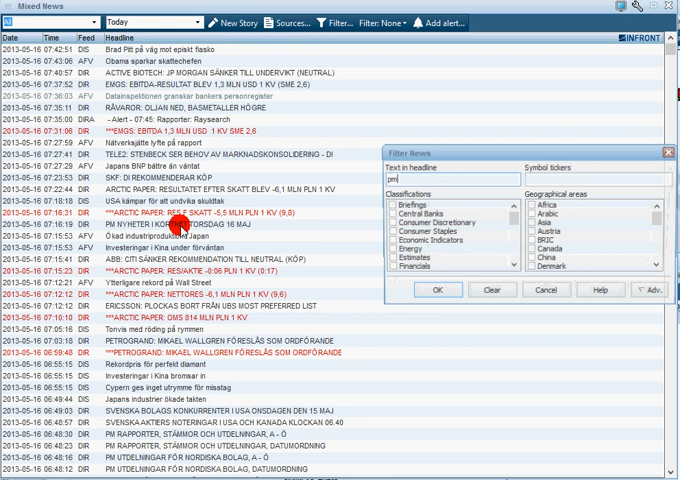 Mixed News
All
Today
New Story
Sources...
Filter...
Filter: None
Add alert...
Date Time Feed Headline
INFRONT
2013-05-16 07:42:51 DIS Brad Pitt på väg mot episkt fiasko
2013-05-16 07:43:06 AFV Obama sparkar skattechefen
2013-05-16 07:40:57 DIR ACTIVE BIOTECH: JP MORGAN SÄNKER TILL UNDERVIKT (NEUTRAL)
2013-05-16 07:37:52 DIR EMGS: EBITDA-RESULTAT BLEV 1,3 MLN USD 1 KV (SME 2,6)
2013-05-16 07:36:03 AFV Datainspektionen granskar bankers personregister
2013-05-16 07:35:11 DIR RÅVAROR: OLJAN NED, BASMETALLER HÖGRE
2013-05-16 07:35:00 DIRA - Alert - 07:45: Rapporter: Raysearch
2013-05-16 07:31:06 DIR ***EMGS: EBITDA 1,3 MLN USD 1 KV SME 2,6
2013-05-16 07:27:59 AFV Nätverksjätte lyfte på rapport
2013-05-16 07:27:41 DIR TELE2: STENBECK SER BEHOV AV MARKNADSKONSOLIDERING - DI
2013-05-16 07:27:29 AFV Japans BNP bättre än väntat
2013-05-16 07:23:53 DIR SKF: DI REKOMMENDERAR KÖP
2013-05-16 07:22:44 DIR ARCTIC PAPER: RESULTATET EFTER SKATT BLEV -6,1 MLN PLN 1 KV
2013-05-16 07:18:18 DIS USA kämpar för att undvika skuldtak
2013-05-16 07:16:31 DIR ***ARCTIC PAPER: RES F SKATT -5,5 MLN PLN 1 KV (9,8)
2013-05-16 07:16:19 DIR PM NYHETER I KORTHET TORSDAG 16 MAJ
2013-05-16 07:15:53 AFV Ökad industriproduktion i Japan
2013-05-16 07:15:53 AFV Investeringar i Kina under förväntan
2013-05-16 07:15:41 DIR ABB: CITI SÄNKER REKOMMENDATION TILL NEUTRAL (KÖP)
2013-05-16 07:15:23 DIR ***ARCTIC PAPER: RES/AKTIE -0:06 PLN 1 KV (0:17)
2013-05-16 07:12:21 AFV Ytterligare rekord på Wall Street
2013-05-16 07:12:12 DIR ***ARCTIC PAPER: NETTORES -6,1 MLN PLN 1 KV (9,6)
2013-05-16 07:12:12 DIR ERICSSON: PLOCKAS BORT FRÅN UBS MOST PREFERRED LIST
2013-05-16 07:10:10 DIR ***ARCTIC PAPER: OMS 814 MLN PLN 1 KV
2013-05-16 07:05:16 DIS Tonvis med röding på rymmen
2013-05-16 07:03:18 DIR PETROGRAND: MIKAEL WALLGREN FÖRESLÅS SOM ORDFÖRANDE
2013-05-16 06:59:48 DIR ***PETROGRAND: MIKAEL WALLGREN FÖRESLÅS SOM ORDFÖRANDE
2013-05-16 06:55:15 DIS Rekordpris för perfekt diamant
2013-05-16 06:55:15 DIS Investeringar i Kina bromsar in
2013-05-16 06:55:15 DIS Cypern ges inget utrymme för misstag
2013-05-16 06:49:44 DIS Japans industrier ökade takten
2013-05-16 06:49:03 DIR SVENSKA BOLAGS KONKURRENTER I USA ONSDAGEN DEN 15 MAJ
2013-05-16 06:48:57 DIR SVENSKA AKTIERS NOTERINGAR I USA OCH KANADA KLOCKAN 06.40
2013-05-16 06:48:30 DIR PM RAPPORTER, STÄMMOR OCH UTDELNINGAR, A - Ö
2013-05-16 06:48:23 DIR PM RAPPORTER, STÄMMOR OCH UTDELNINGAR, DATUMORDNING
2013-05-16 06:48:16 DIR PM UTDELNINGAR FÖR NORDISKA BOLAG, A - Ö
2013-05-16 06:48:12 DIR PM UTDELNINGAR FÖR NORDISKA BOLAG, DATUMORDNING
Filter News
Text in headline
Symbol tickers
pm
Classifications
Geographical areas
Briefings
Central Banks
Consumer Discretionary
Consumer Staples
Economic Indicators
Energy
Estimates
Financials
Africa
Arabic
Asia
Austria
BRIC
Canada
China
Denmark
OK
Clear
Cancel
Help
Adv.